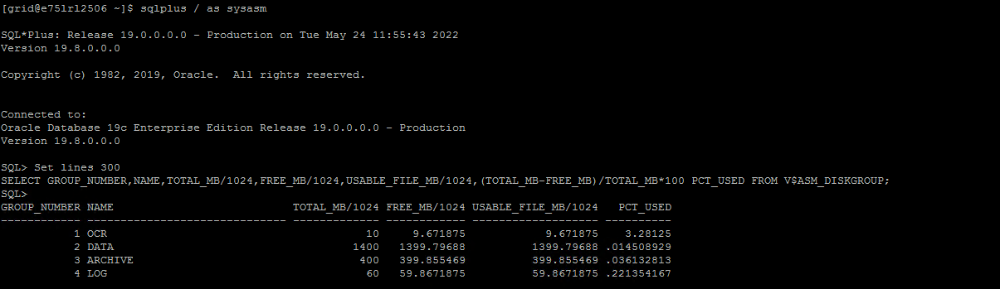 [grid@e75lrl2506 ~]$ sqlplus / as sysasm
SQL*Plus: Release 19.0.0.0.0 - Production on Tue May 24 11:55:43 2022
Version 19.8.0.0.0
Copyright (c) 1982, 2019, Oracle.  All rights reserved.
Connected to:
Oracle Database 19c Enterprise Edition Release 19.0.0.0.0 - Production
Version 19.8.0.0.0
SQL> Set lines 300
SELECT GROUP_NUMBER,NAME,TOTAL_MB/1024,FREE_MB/1024,USABLE_FILE_MB/1024,(TOTAL_MB-FREE_MB)/TOTAL_MB*100 PCT_USED FROM V$ASM_DISKGROUP;
SQL>
GROUP_NUMBER NAME                           TOTAL_MB/1024 FREE_MB/1024 USABLE_FILE_MB/1024   PCT_USED
------------ ------------------------------ ------------- ------------ ------------------- ----------
           1 OCR                                       10     9.671875            9.671875    3.28125
           2 DATA                                    1400   1399.79688          1399.79688 .014508929
           3 ARCHIVE                                  400   399.855469          399.855469 .036132813
           4 LOG                                       60   59.8671875          59.8671875 .221354167